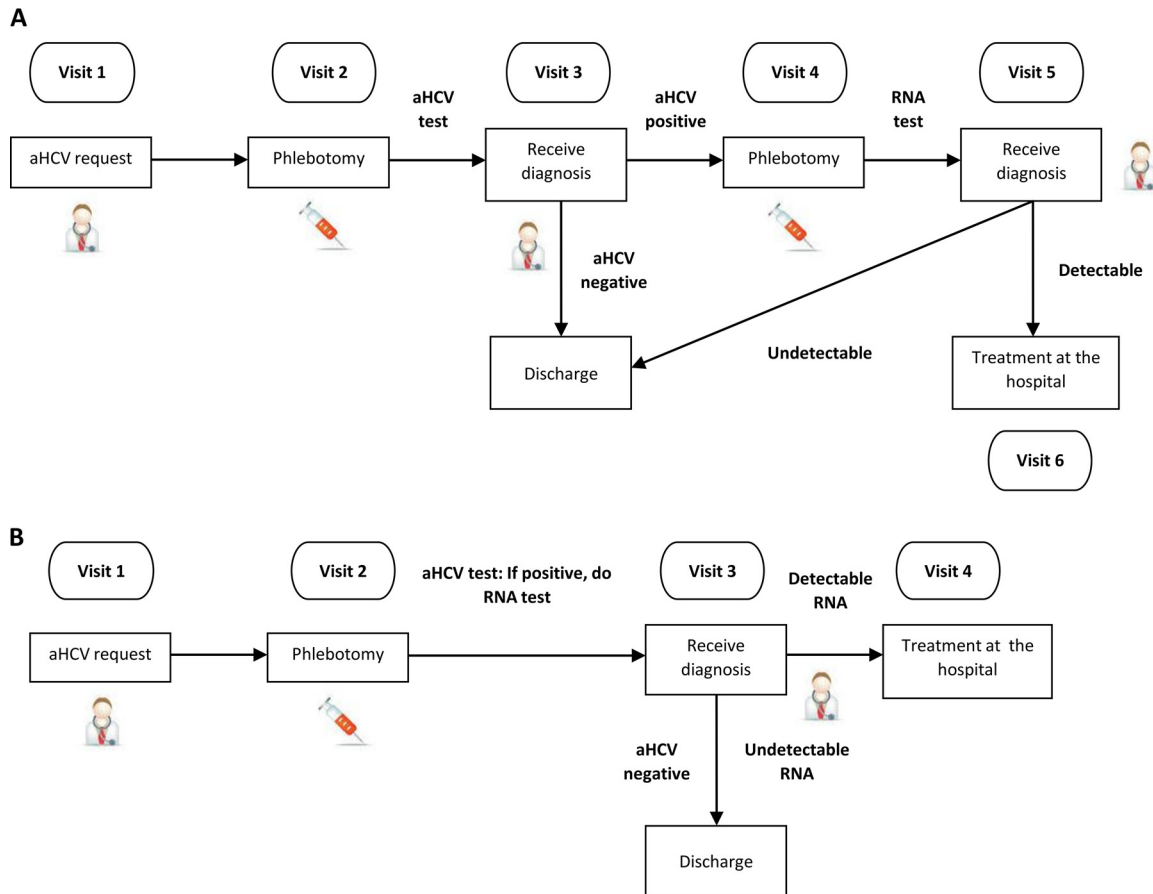 A
Visit 1
Visit 2
Visit 3
Visit 4
Visit 5
aHCV
test
aHCV
positive
RNA
test
aHCV request
Phlebotomy
Receive
diagnosis
Phlebotomy
Receive
diagnosis
aHCV
negative
Detectable
Undetectable
Discharge
Treatment at the
hospital
Visit 6
B
Visit 1
Visit 2
aHCV test: If positive, do
RNA test
Visit 3
Detectable
RNA
Visit 4
aHCV request
Phlebotomy
Receive
diagnosis
Treatment at the
hospital
aHCV
negative
Undetectable
RNA
Discharge